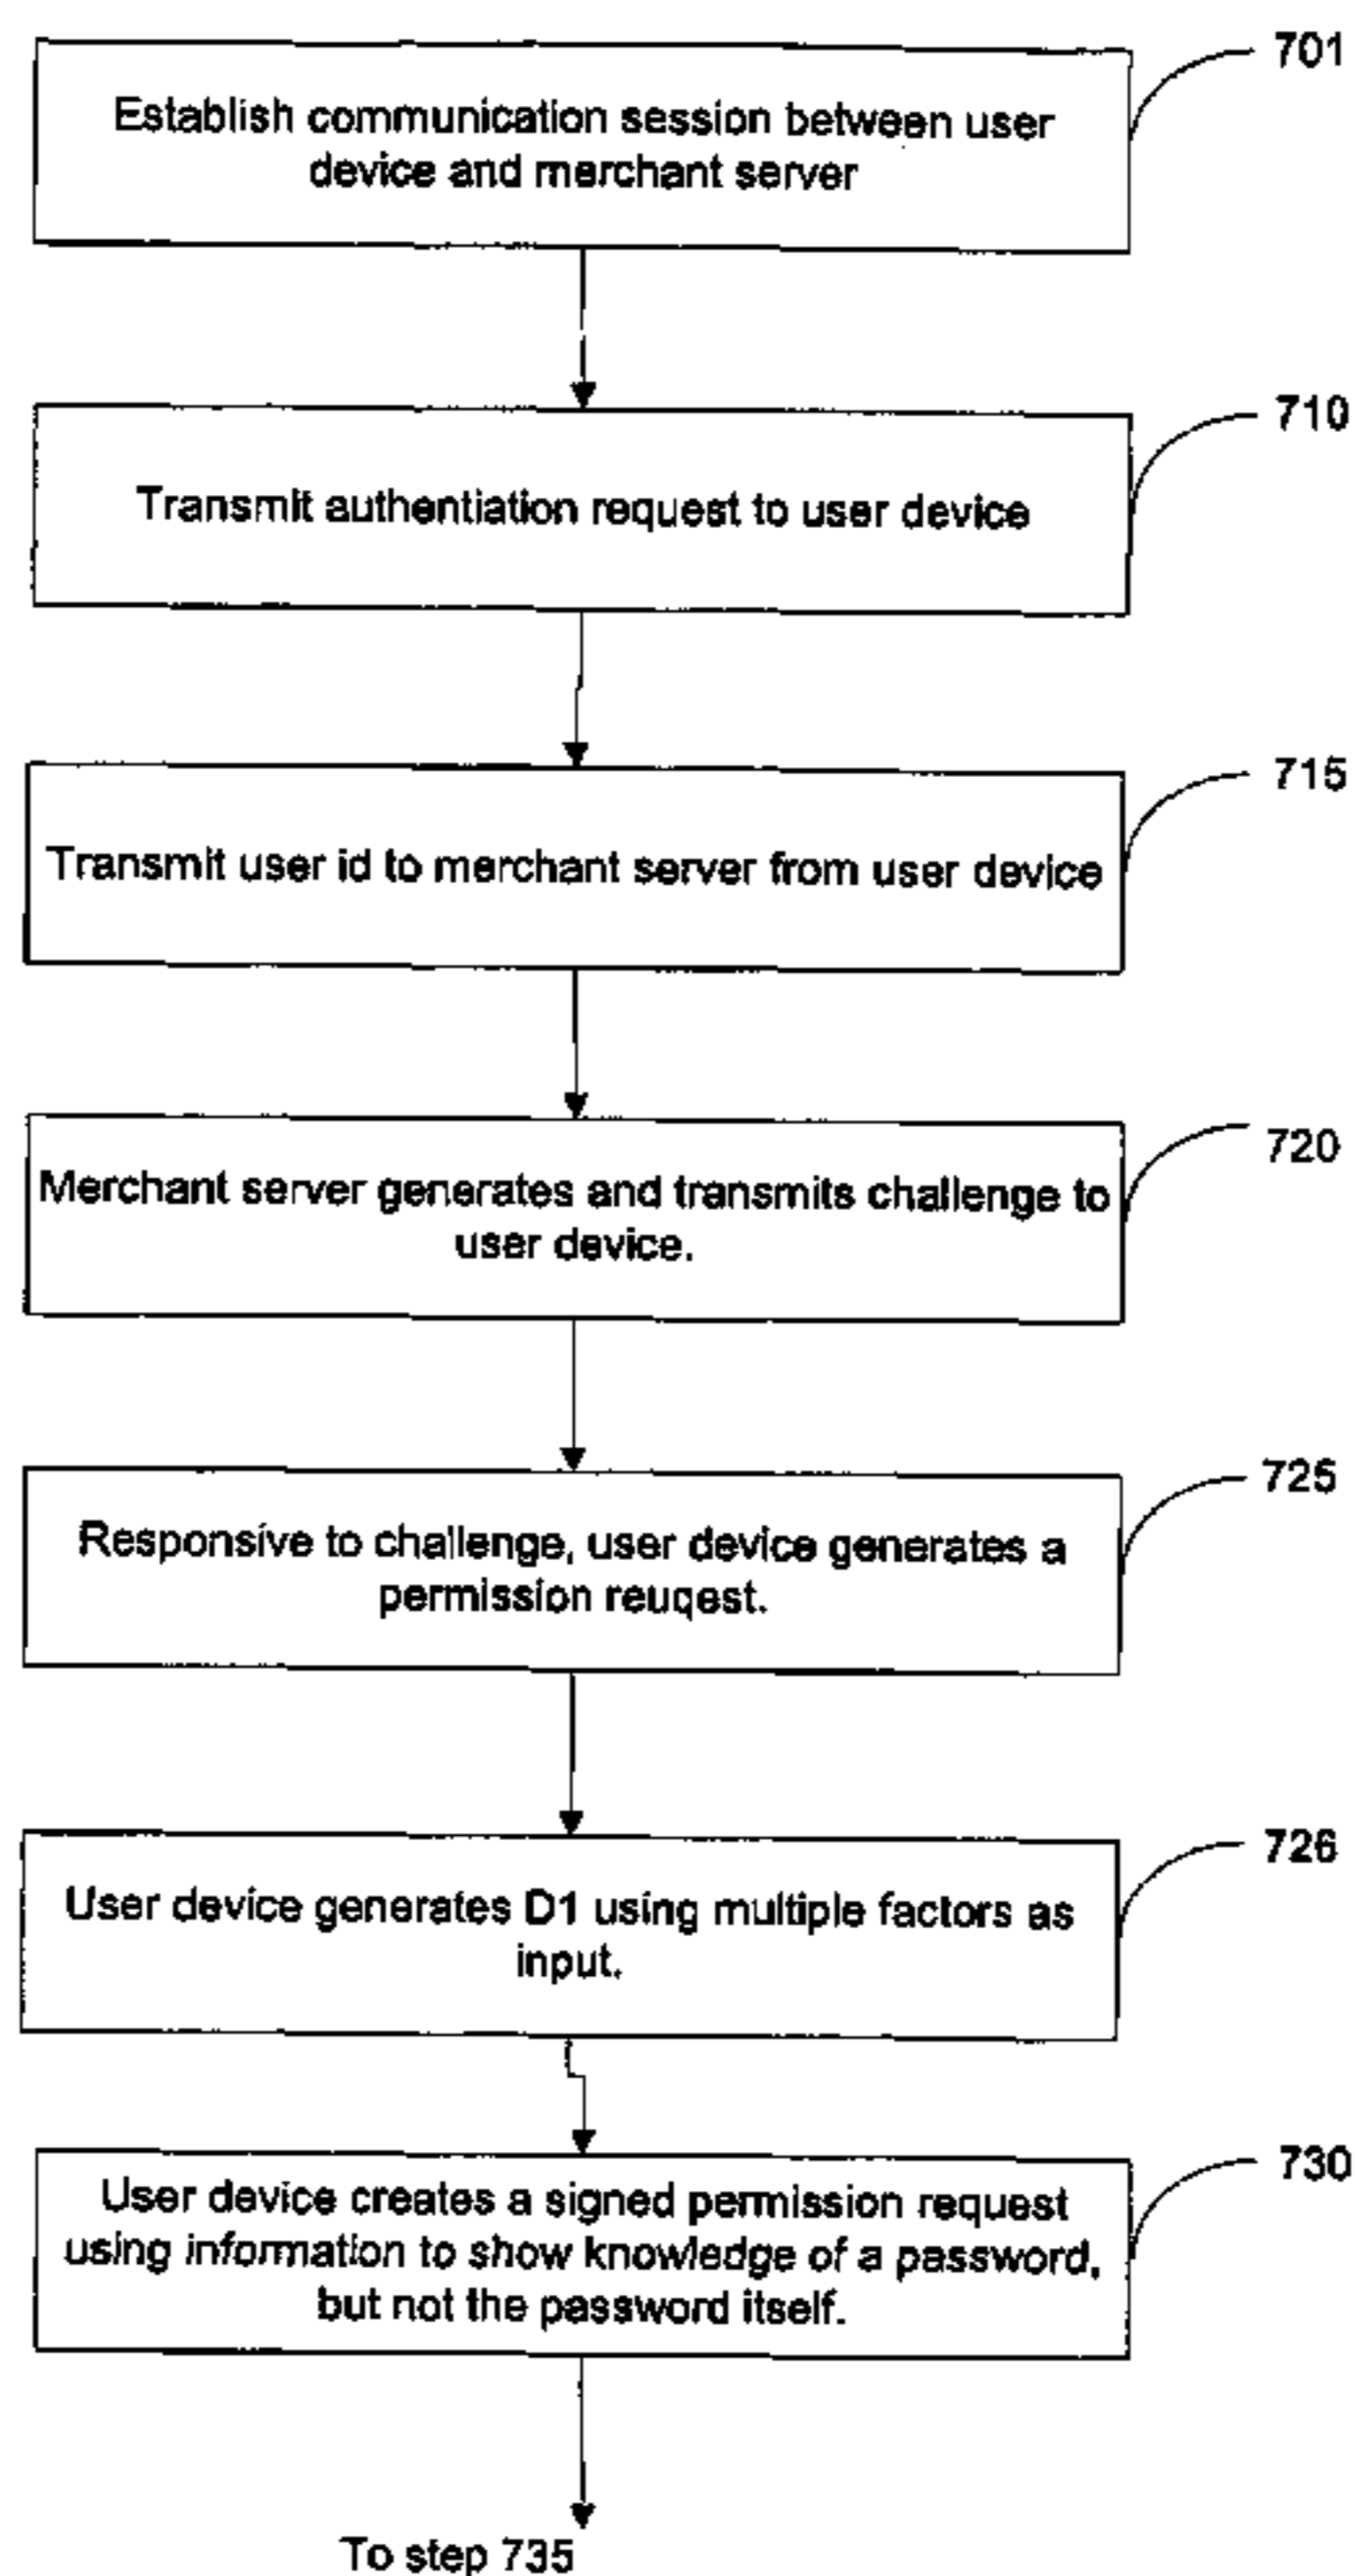 701
Establish communication session between user
device and merchant server
710
Transmit authentiation request to user device
715
Transmit user id to merchant server from user device
720
Merchant server generates and transmits challenge to
user device.
725
Responsive to challenge, user device generates a
permission reuqest.
726
User device generates D1 using multiple factors as
input.
730
User device creates a signed permission request
using information to show knowledge of a password,
but not the password itself.
To step 735